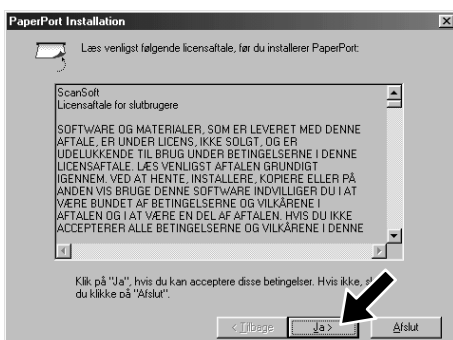 PaperPort Installation
Læs venligst følgende licensaftale, før du installerer PaperPort:
ScanSoft
Licensaftale for slutbrugere
SOFTWARE OG MATERIALER, SOM ER LEVERET MED DENNE
AFTALE, ER UNDER LICENS, IKKE SOLGT, OG ER
UDELUKKENDE TIL BRUG UNDER BETINGELSERNE I DENNE
LICENSAFTALE. LÆS VENLIGST AFTALEN GRUNDIGT
IGENNEM. VED AT HENTE, INSTALLERE, KOPIERE ELLER PÅ
ANDEN VIS BRUGE DENNE SOFTWARE INDVILLIGER DU I AT
VÆRE BUNDET AF BETINGELSERNE OG VILKÅRENE I
AFTALEN OG I AT VÆRE EN DEL AF AFTALEN. HVIS DU IKKE
ACCEPTERER ALLE BETINGELSERNE OG VILKÅRENE I DENNE
Klik på "Ja", hvis du kan acceptere disse betingelser. Hvis ikke,
du klikke på "Afslut".
< Tilbage Ja > Afslut